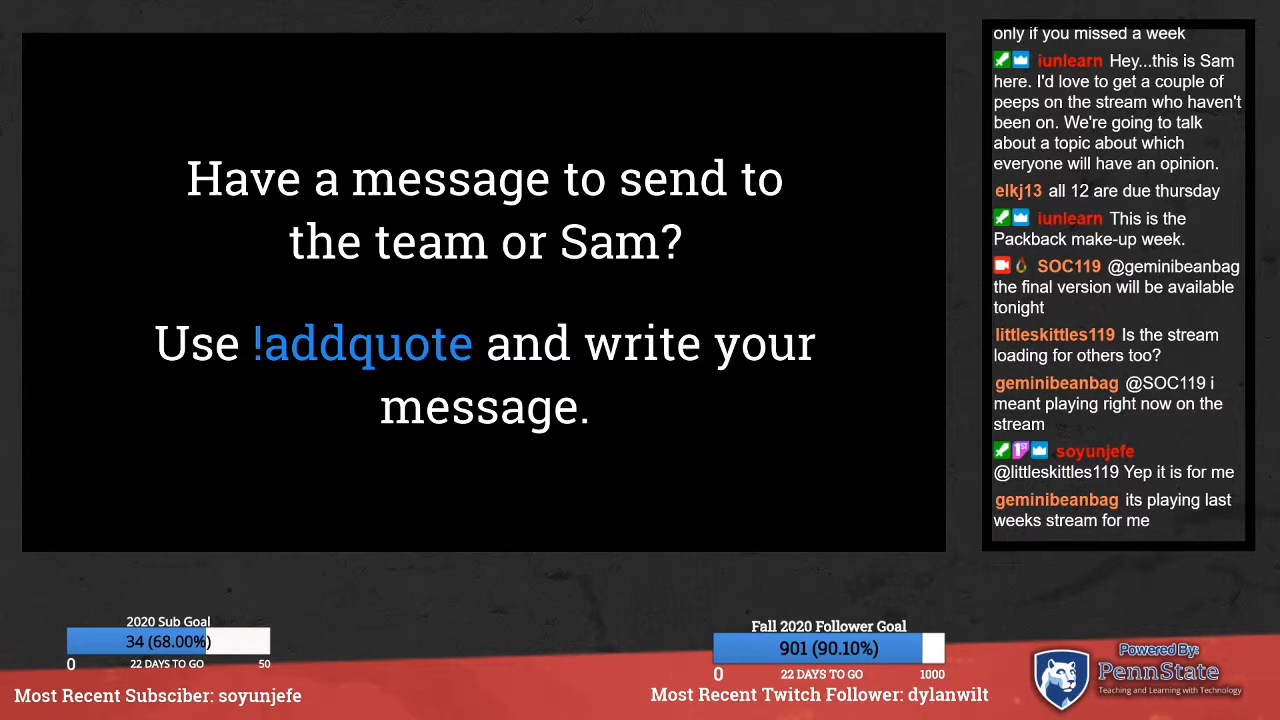 Have a message to send to
the team or Sam?
Use !addquote and write your
message.
only if you missed a week
iunlearn Hey...this is Sam
here. I'd love to get a couple of
peeps on the stream who haven't
been on. We're going to talk
about a topic about which
everyone will have an opinion.
elkj13 all 12 are due thursday
iunlearn This is the
Packback make-up week.
SOC119 @geminibeanbag
the final version will be available
tonight
littleskittles119 Is the stream
loading for others too?
geminibeanbag @SOC119 i
meant playing right now on the
stream
1ST soyunjefe
@littleskittles119 Yep it is for me
geminibeanbag its playing last
weeks stream for me
2020 Sub Goal
34 (68.00%)
0 22 DAYS TO GO 50
Most Recent Subsciber: soyunjefe
Fall 2020 Follower Goal
901 (90.10%)
0 22 DAYS TO GO 1000
Most Recent Twitch Follower: dylanwilt
Powered By:
PennState
Teaching and Learning with Technology